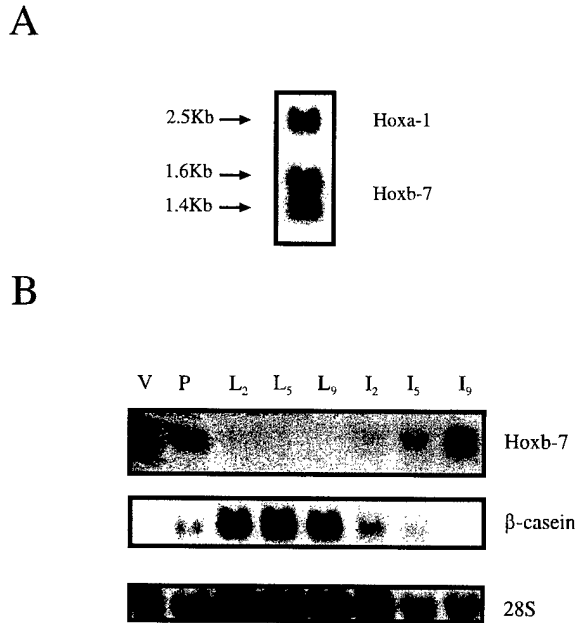 A
2.5Kb → Hoxa-1
1.6Kb →
Hoxb-7
1.4Kb →
B
V P L₂ L₅ L₉ I₂ I₅ I₉
Hoxb-7
β-casein
28S